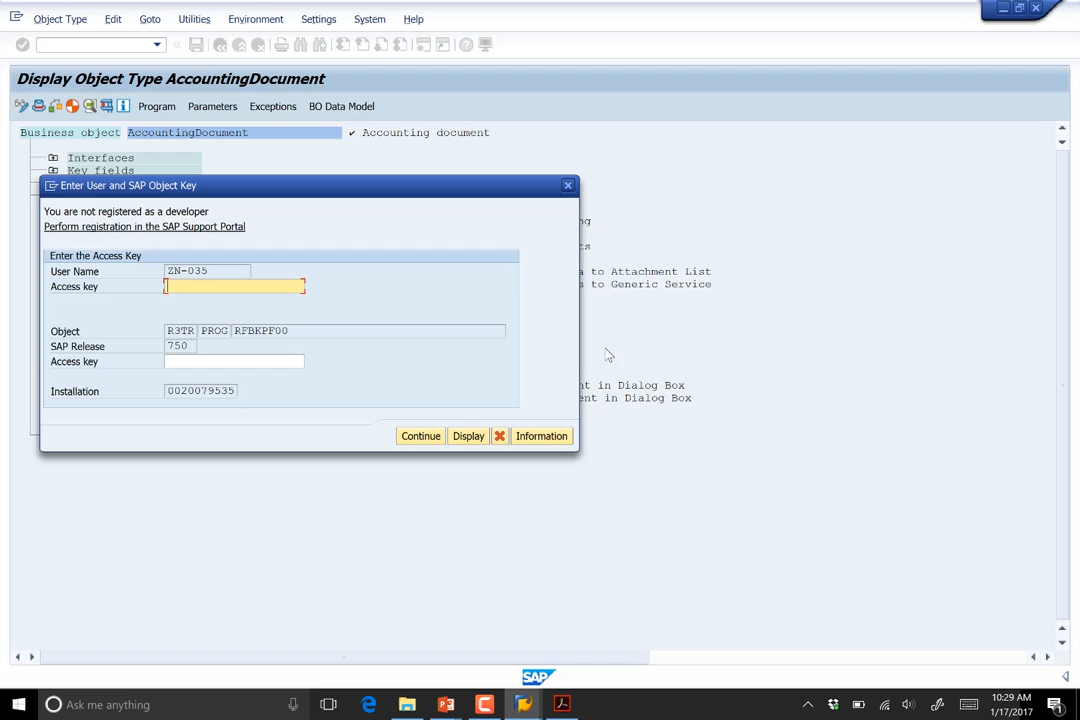 Object Type Edit Goto Utilities Environment Settings System Help
Display Object Type AccountingDocument
Program Parameters Exceptions BO Data Model
Business object AccountingDocument ✔ Accounting document
Interfaces
Key fields
Enter User and SAP Object Key
You are not registered as a developer
Perform registration in the SAP Support Portal
ng
ts
Enter the Access Key
User Name ZN-035
a to Attachment List
Access key
s to Generic Service
Object R3TR PROG RFBKPF00
SAP Release 750
Access key
Installation 0020079535
nt in Dialog Box
ent in Dialog Box
Continue Display Information
SAP
Ask me anything
10:29 AM
1/17/2017
1